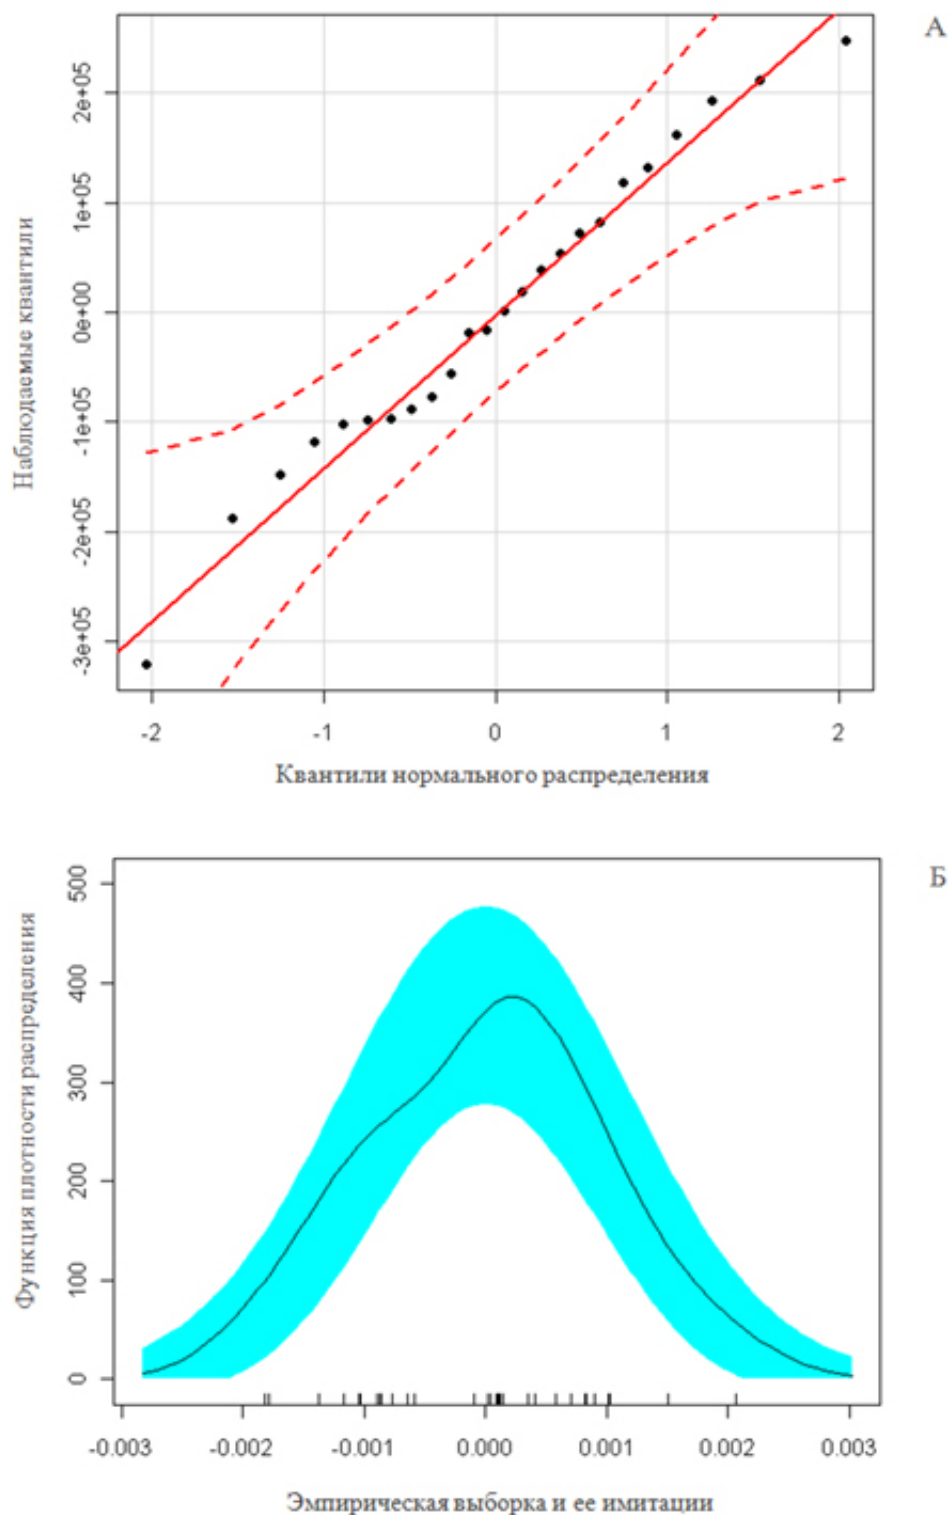 А
Наблюдаемые квантили
2e+05
1e+05
0e+00
-1e+05
-2e+05
-3e+05
-2 -1 0 1 2
Квантили нормального распределения
Б
Функция плотности распределения
500
400
300
200
100
0
-0.003 -0.002 -0.001 0.000 0.001 0.002 0.003
Эмпирическая выборка и ее имитации